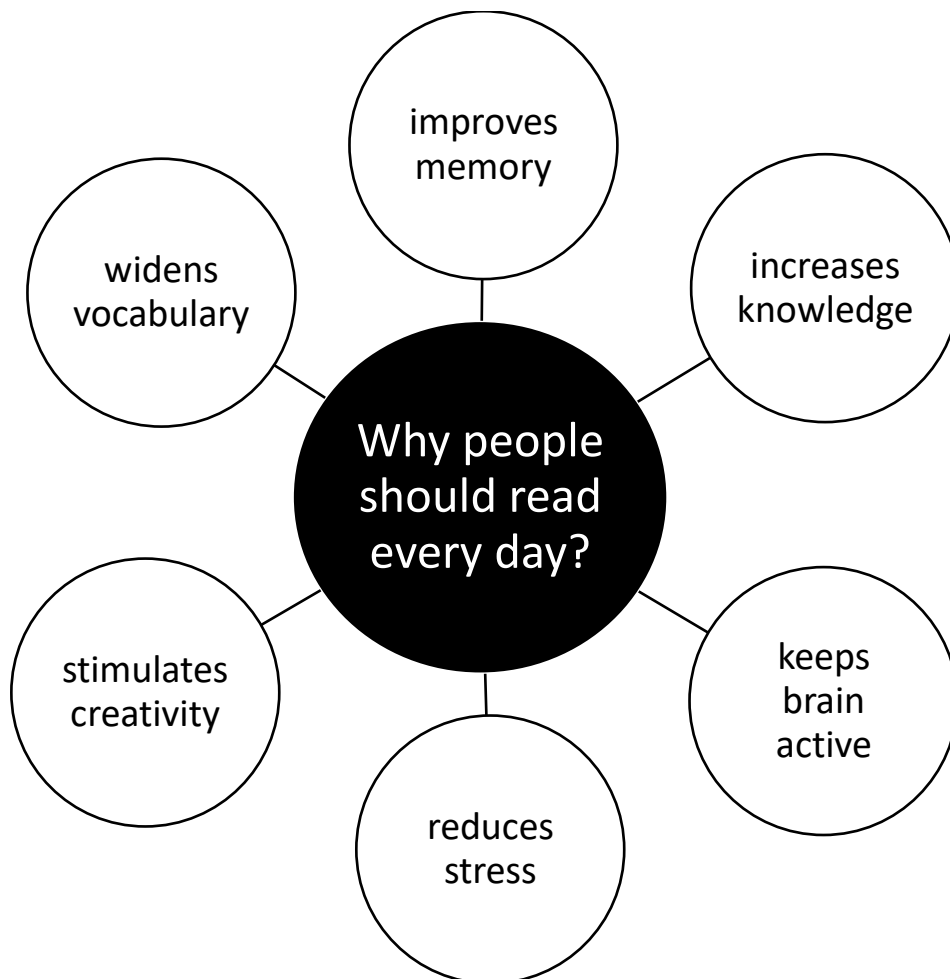 improves
memory
increases
knowledge
widens
vocabulary
Why people
should read
every day?
stimulates
creativity
keeps
brain
active
reduces
stress